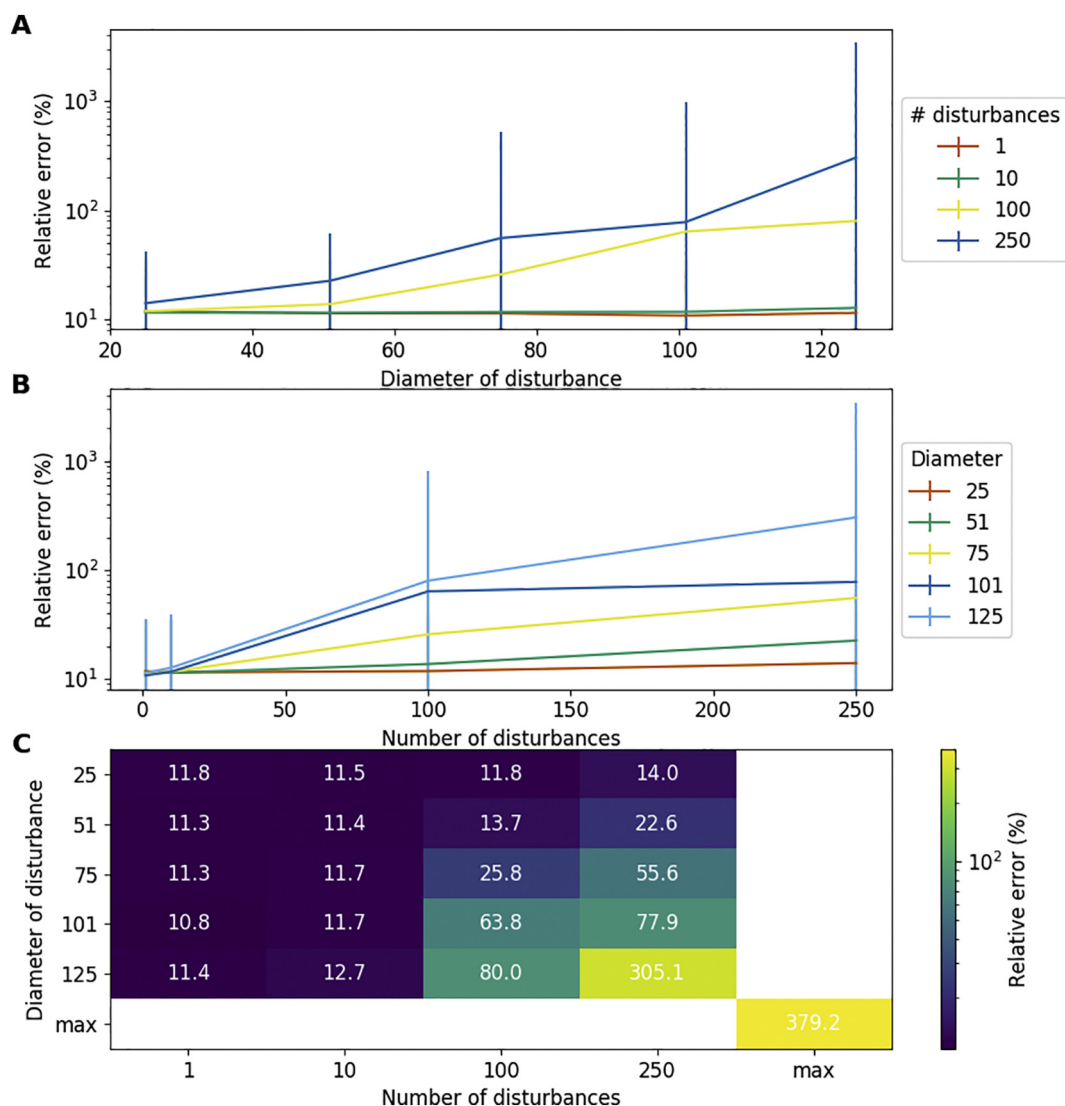 A
Relative error (%)
10³
10²
10¹
20 40 60 80 100 120
Diameter of disturbance
# disturbances
1
10
100
250
B
Relative error (%)
10³
10²
10¹
0 50 100 150 200 250
Number of disturbances
Diameter
25
51
75
101
125
C
Diameter of disturbance
25 11.8 11.5 11.8 14.0
51 11.3 11.4 13.7 22.6
75 11.3 11.7 25.8 55.6
101 10.8 11.7 63.8 77.9
125 11.4 12.7 80.0 305.1
max 379.2
1 10 100 250 max
Number of disturbances
10²
Relative error (%)